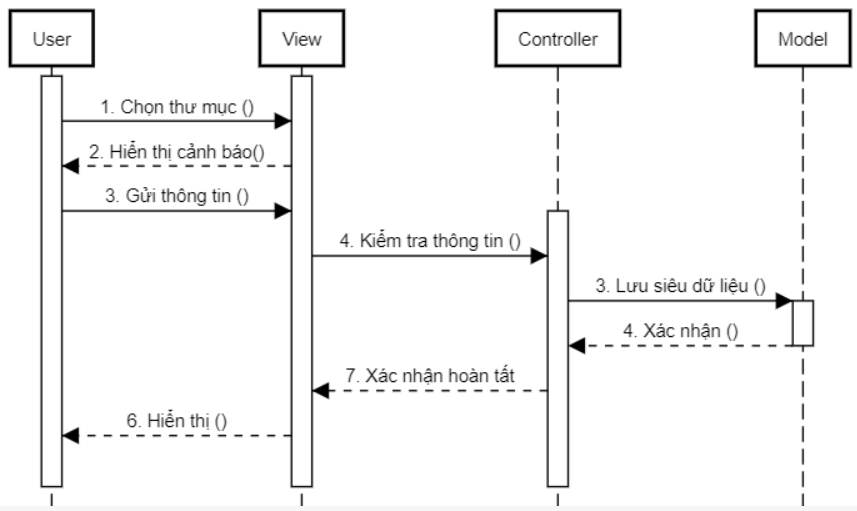 User
View
Controller
Model
1. Chọn thư mục ()
2. Hiển thị cảnh báo()
3. Gửi thông tin ()
4. Kiểm tra thông tin ()
3. Lưu siêu dữ liệu ()
4. Xác nhận ()
7. Xác nhận hoàn tất
6. Hiển thị ()